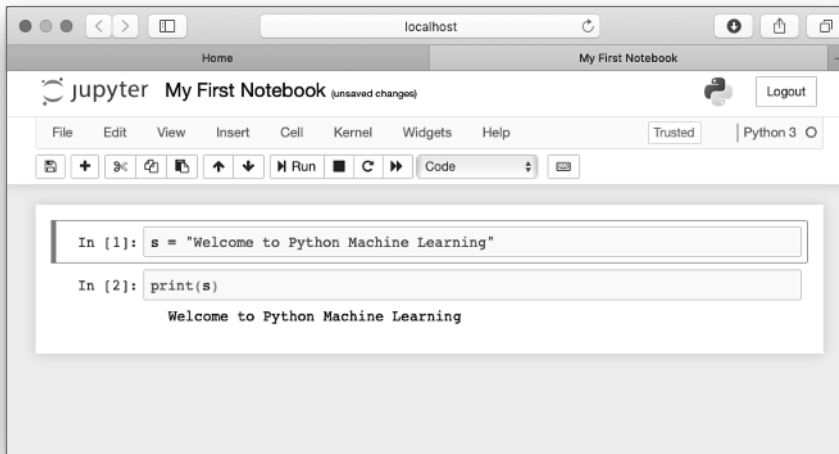 localhost
Home My First Notebook
jupyter My First Notebook (unsaved changes) Logout
File Edit View Insert Cell Kernel Widgets Help Trusted Python 3
Run Code
In [1]: s = "Welcome to Python Machine Learning"
In [2]: print(s)
Welcome to Python Machine Learning